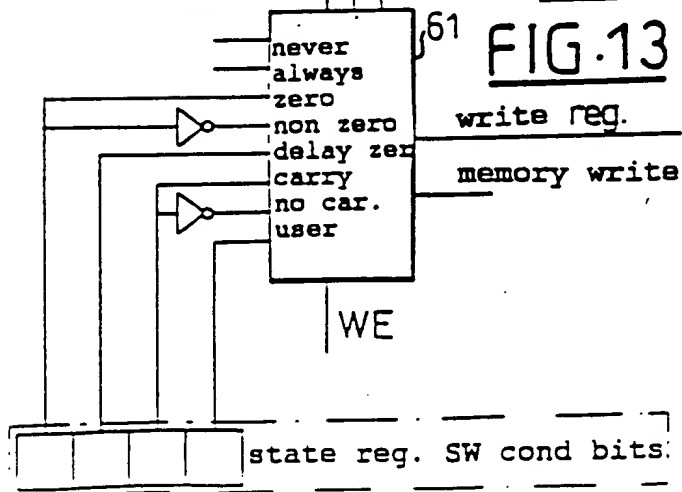 61
FIG.13
never
always
zero
non zero
delay zer
carry
no car.
user
write reg.
memory write
WE
state reg. SW cond bits